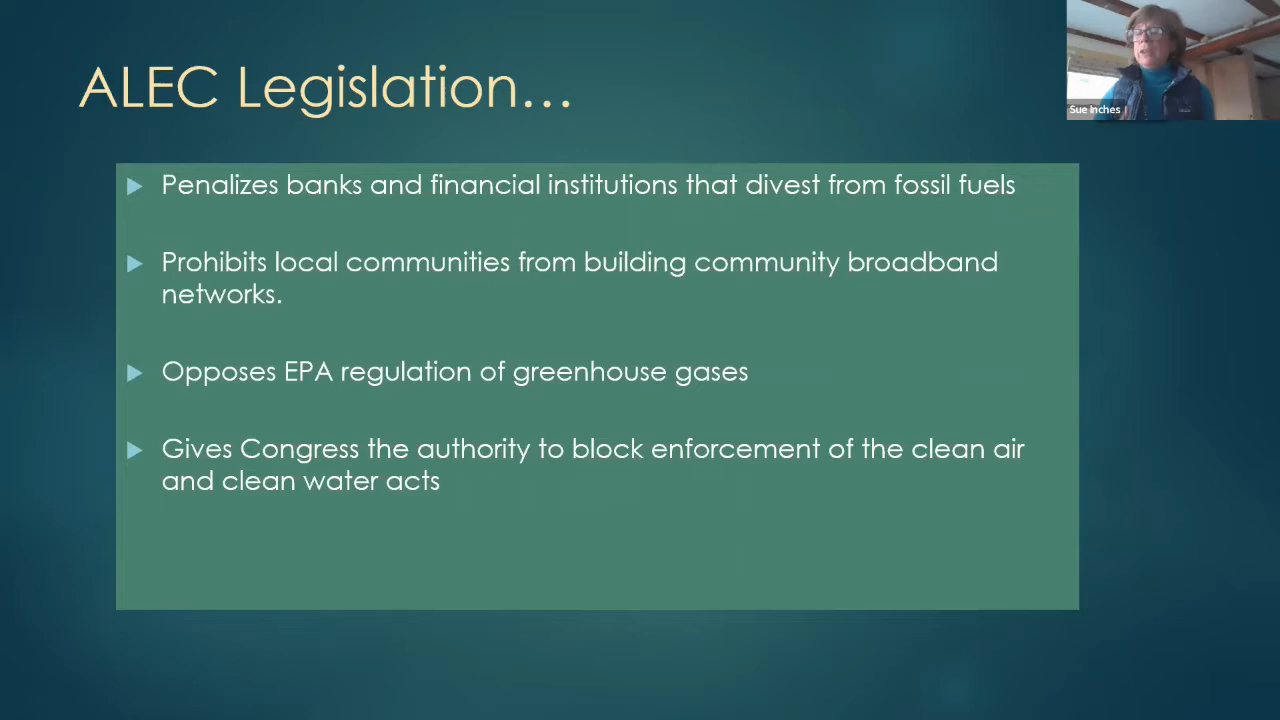 ALEC Legislation...
Sue Inches
Penalizes banks and financial institutions that divest from fossil fuels
Prohibits local communities from building community broadband
networks.
Opposes EPA regulation of greenhouse gases
Gives Congress the authority to block enforcement of the clean air
and clean water acts